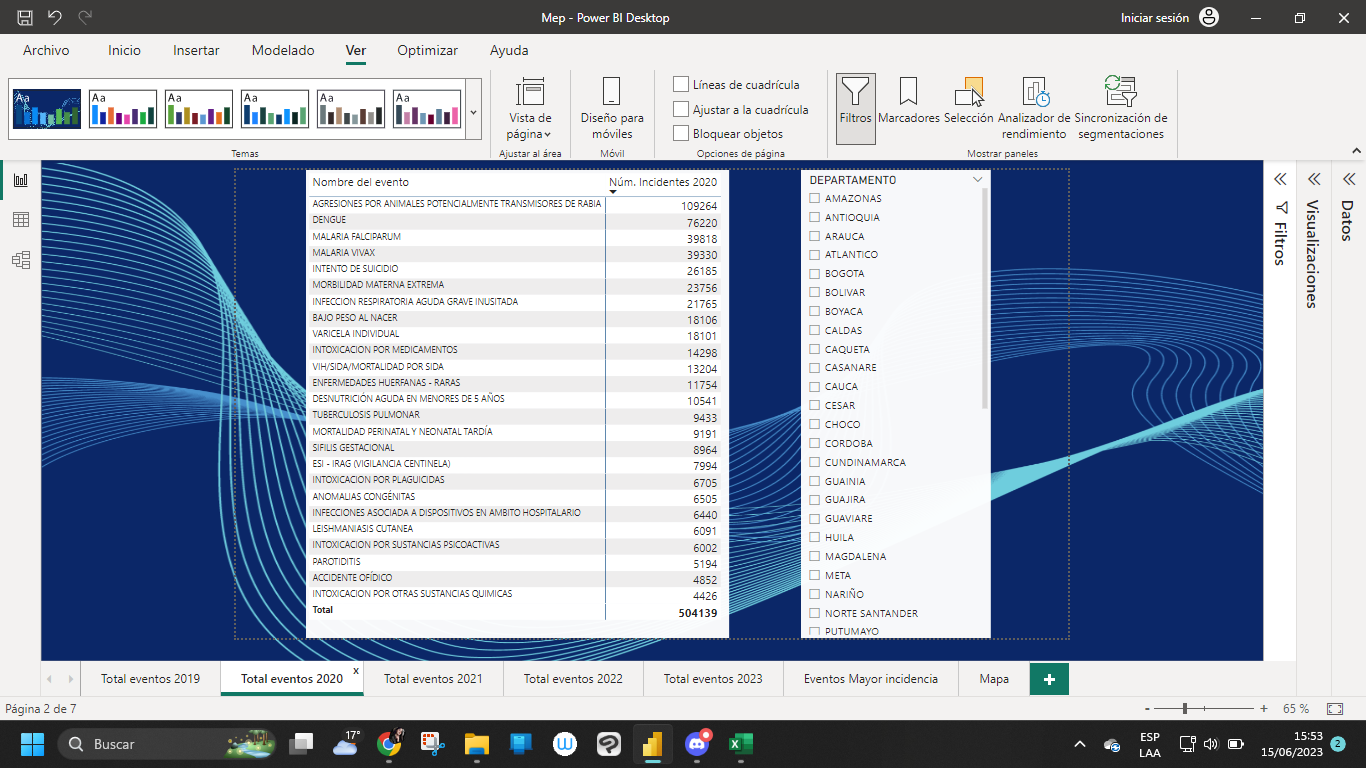 Mep - Power BI Desktop
Iniciar sesión
Archivo
Inicio
Insertar
Modelado
Ver
Optimizar
Ayuda
Aa
Aa
Aa
Aa
Aa
Aa
Temas
Vista de
página
Ajustar al área
Diseño para
móviles
Móvil
Líneas de cuadrícula
Ajustar a la cuadrícula
Bloquear objetos
Opciones de página
Filtros
Marcadores
Selección
Analizador de
rendimiento
Sincronización de
segmentaciones
Mostrar paneles
Nombre del evento Núm. Incidentes 2020
AGRESIONES POR ANIMALES POTENCIALMENTE TRANSMISORES DE RABIA 109264
DENGUE 76220
MALARIA FALCIPARUM 39818
MALARIA VIVAX 39330
INTENTO DE SUICIDIO 26185
MORBILIDAD MATERNA EXTREMA 23756
INFECCION RESPIRATORIA AGUDA GRAVE INUSITADA 21765
BAJO PESO AL NACER 18106
VARICELA INDIVIDUAL 18101
INTOXICACION POR MEDICAMENTOS 14298
VIH/SIDA/MORTALIDAD POR SIDA 13204
ENFERMEDADES HUERFANAS - RARAS 11754
DESNUTRICIÓN AGUDA EN MENORES DE 5 AÑOS 10541
TUBERCULOSIS PULMONAR 9433
MORTALIDAD PERINATAL Y NEONATAL TARDÍA 9191
SIFILIS GESTACIONAL 8964
ESI - IRAG (VIGILANCIA CENTINELA) 7994
INTOXICACION POR PLAGUICIDAS 6705
ANOMALIAS CONGÉNITAS 6505
INFECCIONES ASOCIADA A DISPOSITIVOS EN AMBITO HOSPITALARIO 6440
LEISHMANIASIS CUTANEA 6091
INTOXICACION POR SUSTANCIAS PSICOACTIVAS 6002
PAROTIDITIS 5194
ACCIDENTE OFÍDICO 4852
INTOXICACION POR OTRAS SUSTANCIAS QUIMICAS 4426
Total 504139
DEPARTAMENTO
AMAZONAS
ANTIOQUIA
ARAUCA
ATLANTICO
BOGOTA
BOLIVAR
BOYACA
CALDAS
CAQUETA
CASANARE
CAUCA
CESAR
CHOCO
CORDOBA
CUNDINAMARCA
GUAINIA
GUAJIRA
GUAVIARE
HUILA
MAGDALENA
META
NARIÑO
NORTE SANTANDER
PUTUMAYO
Filtros
Visualizaciones
Datos
Total eventos 2019
Total eventos 2020 x
Total eventos 2021
Total eventos 2022
Total eventos 2023
Eventos Mayor incidencia
Mapa
+
Página 2 de 7
- + 65 %
Buscar
17°
ESP
LAA
15:53
15/06/2023
2